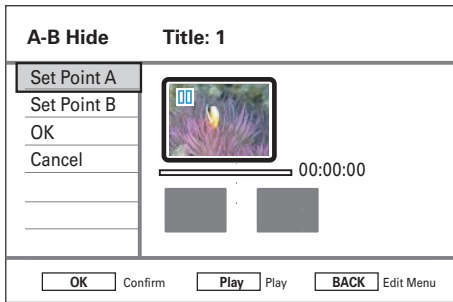 A-B Hide Title: 1
Set Point A
Set Point B
OK
Cancel
00:00:00
OK Confirm Play Play BACK Edit Menu